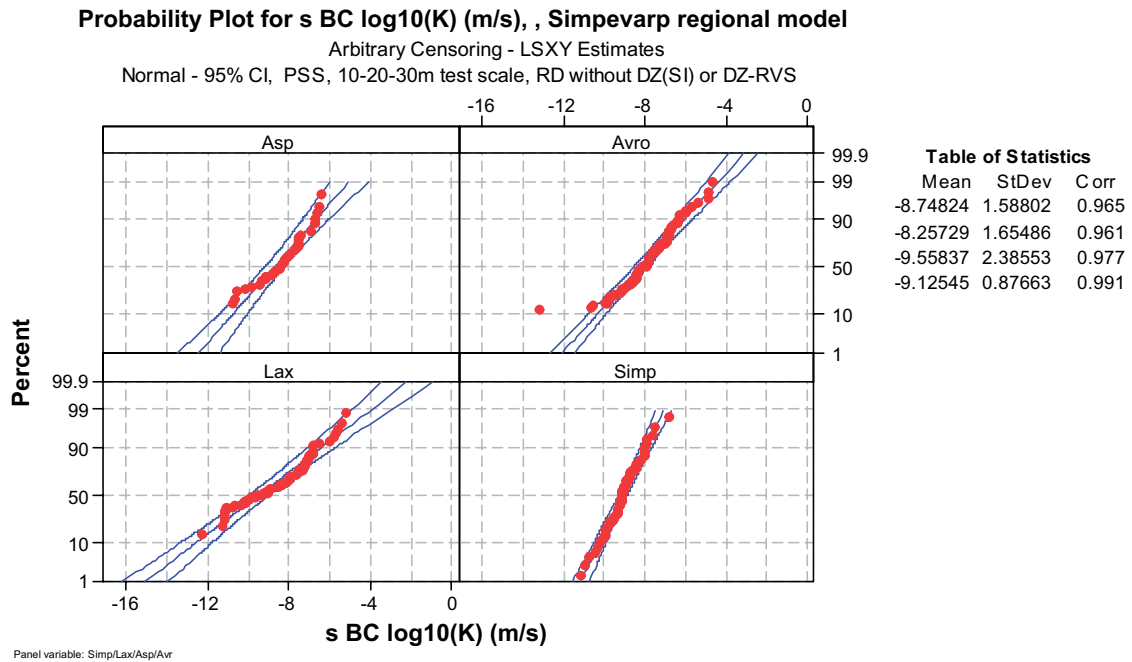 Probability Plot for s BC log10(K) (m/s), , Simpevarp regional model
Arbitrary Censoring - LSXY Estimates
Normal - 95% CI, PSS, 10-20-30m test scale, RD without DZ(SI) or DZ-RVS
-16 -12 -8 -4 0
Asp Avro
99.9
99
90
50
10
1
Table of Statistics
Mean StDev Corr
-8.74824 1.58802 0.965
-8.25729 1.65486 0.961
-9.55837 2.38553 0.977
-9.12545 0.87663 0.991
Percent
Lax Simp
99.9
99
90
50
10
1
-16 -12 -8 -4 0
s BC log10(K) (m/s)
Panel variable: Simp/Lax/Asp/Avr